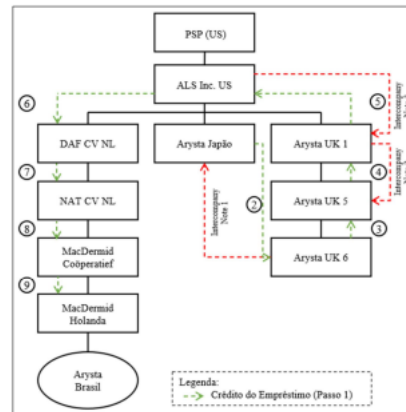 PSP (US)
ALS Inc. US
6
5
Intercompany
DAF CV NL
Arysta Japão
Arysta UK 1
7
4
Intercompany
NAT CV NL
2
Arysta UK 5
Intercompany
Note 1
8
3
MacDermid
Coöperatief
Arysta UK 6
9
MacDermid
Holanda
Arysta
Brasil
Legenda:
Crédito do Empréstimo (Passo 1)